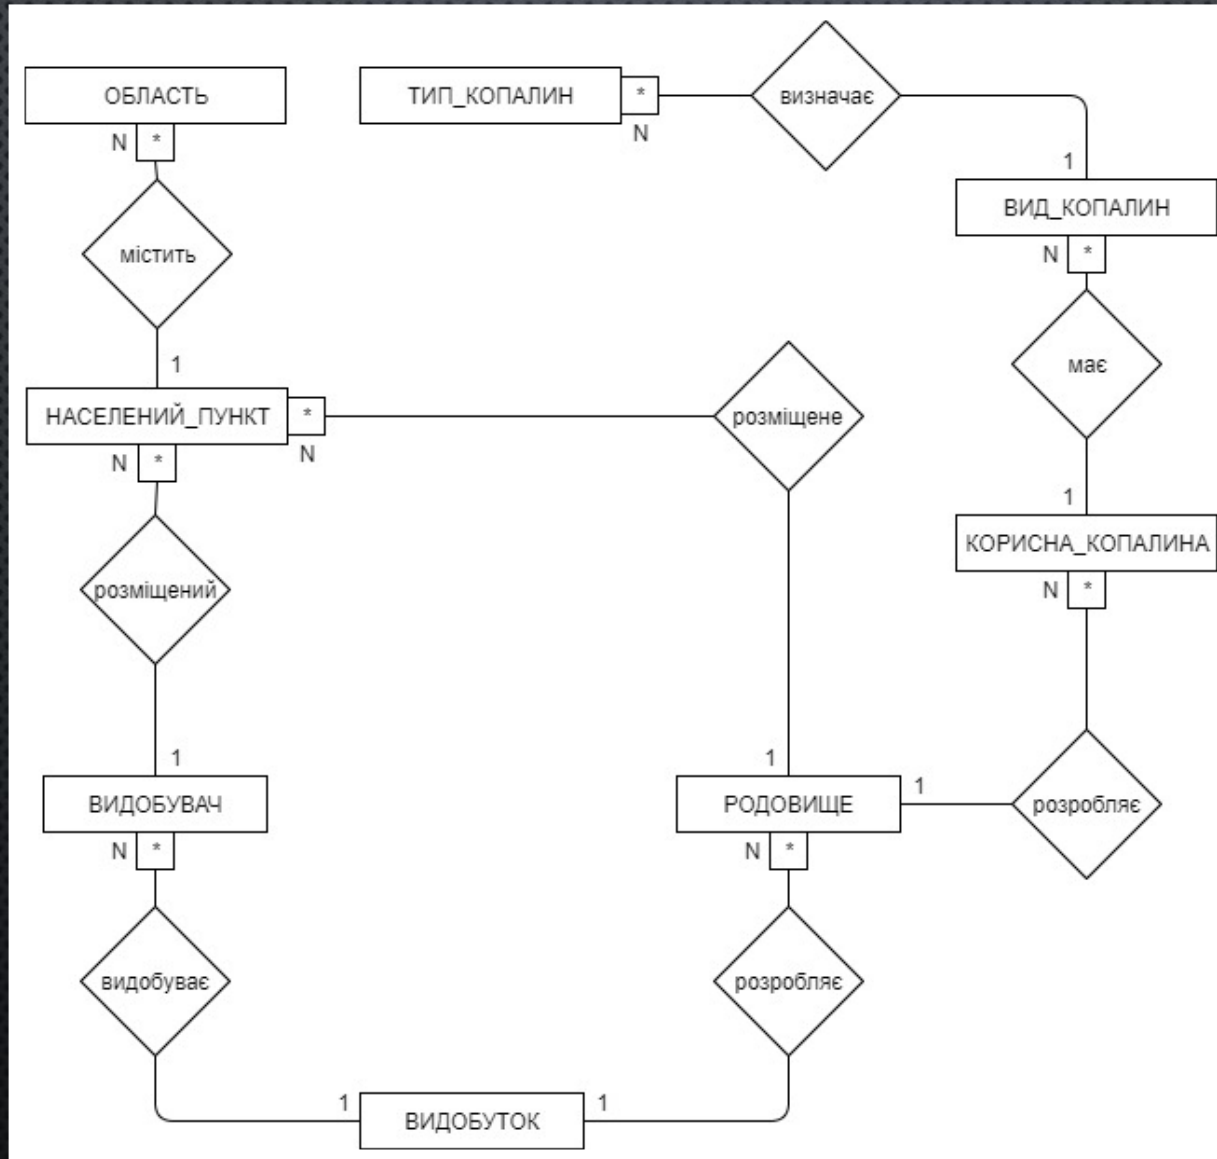 ОБЛАСТЬ
N *
містить
1
ТИП_КОПАЛИН
*
N
визначає
1
ВИД_КОПАЛИН
N *
має
1
КОРИСНА_КОПАЛИНА
N *
розробляє
1
НАСЕЛЕНИЙ_ПУНКТ
*
N
розміщене
1
N *
розміщений
1
ВИДОБУВАЧ
N *
видобуває
1
РОДОВИЩЕ
N *
розробляє
1
ВИДОБУТОК